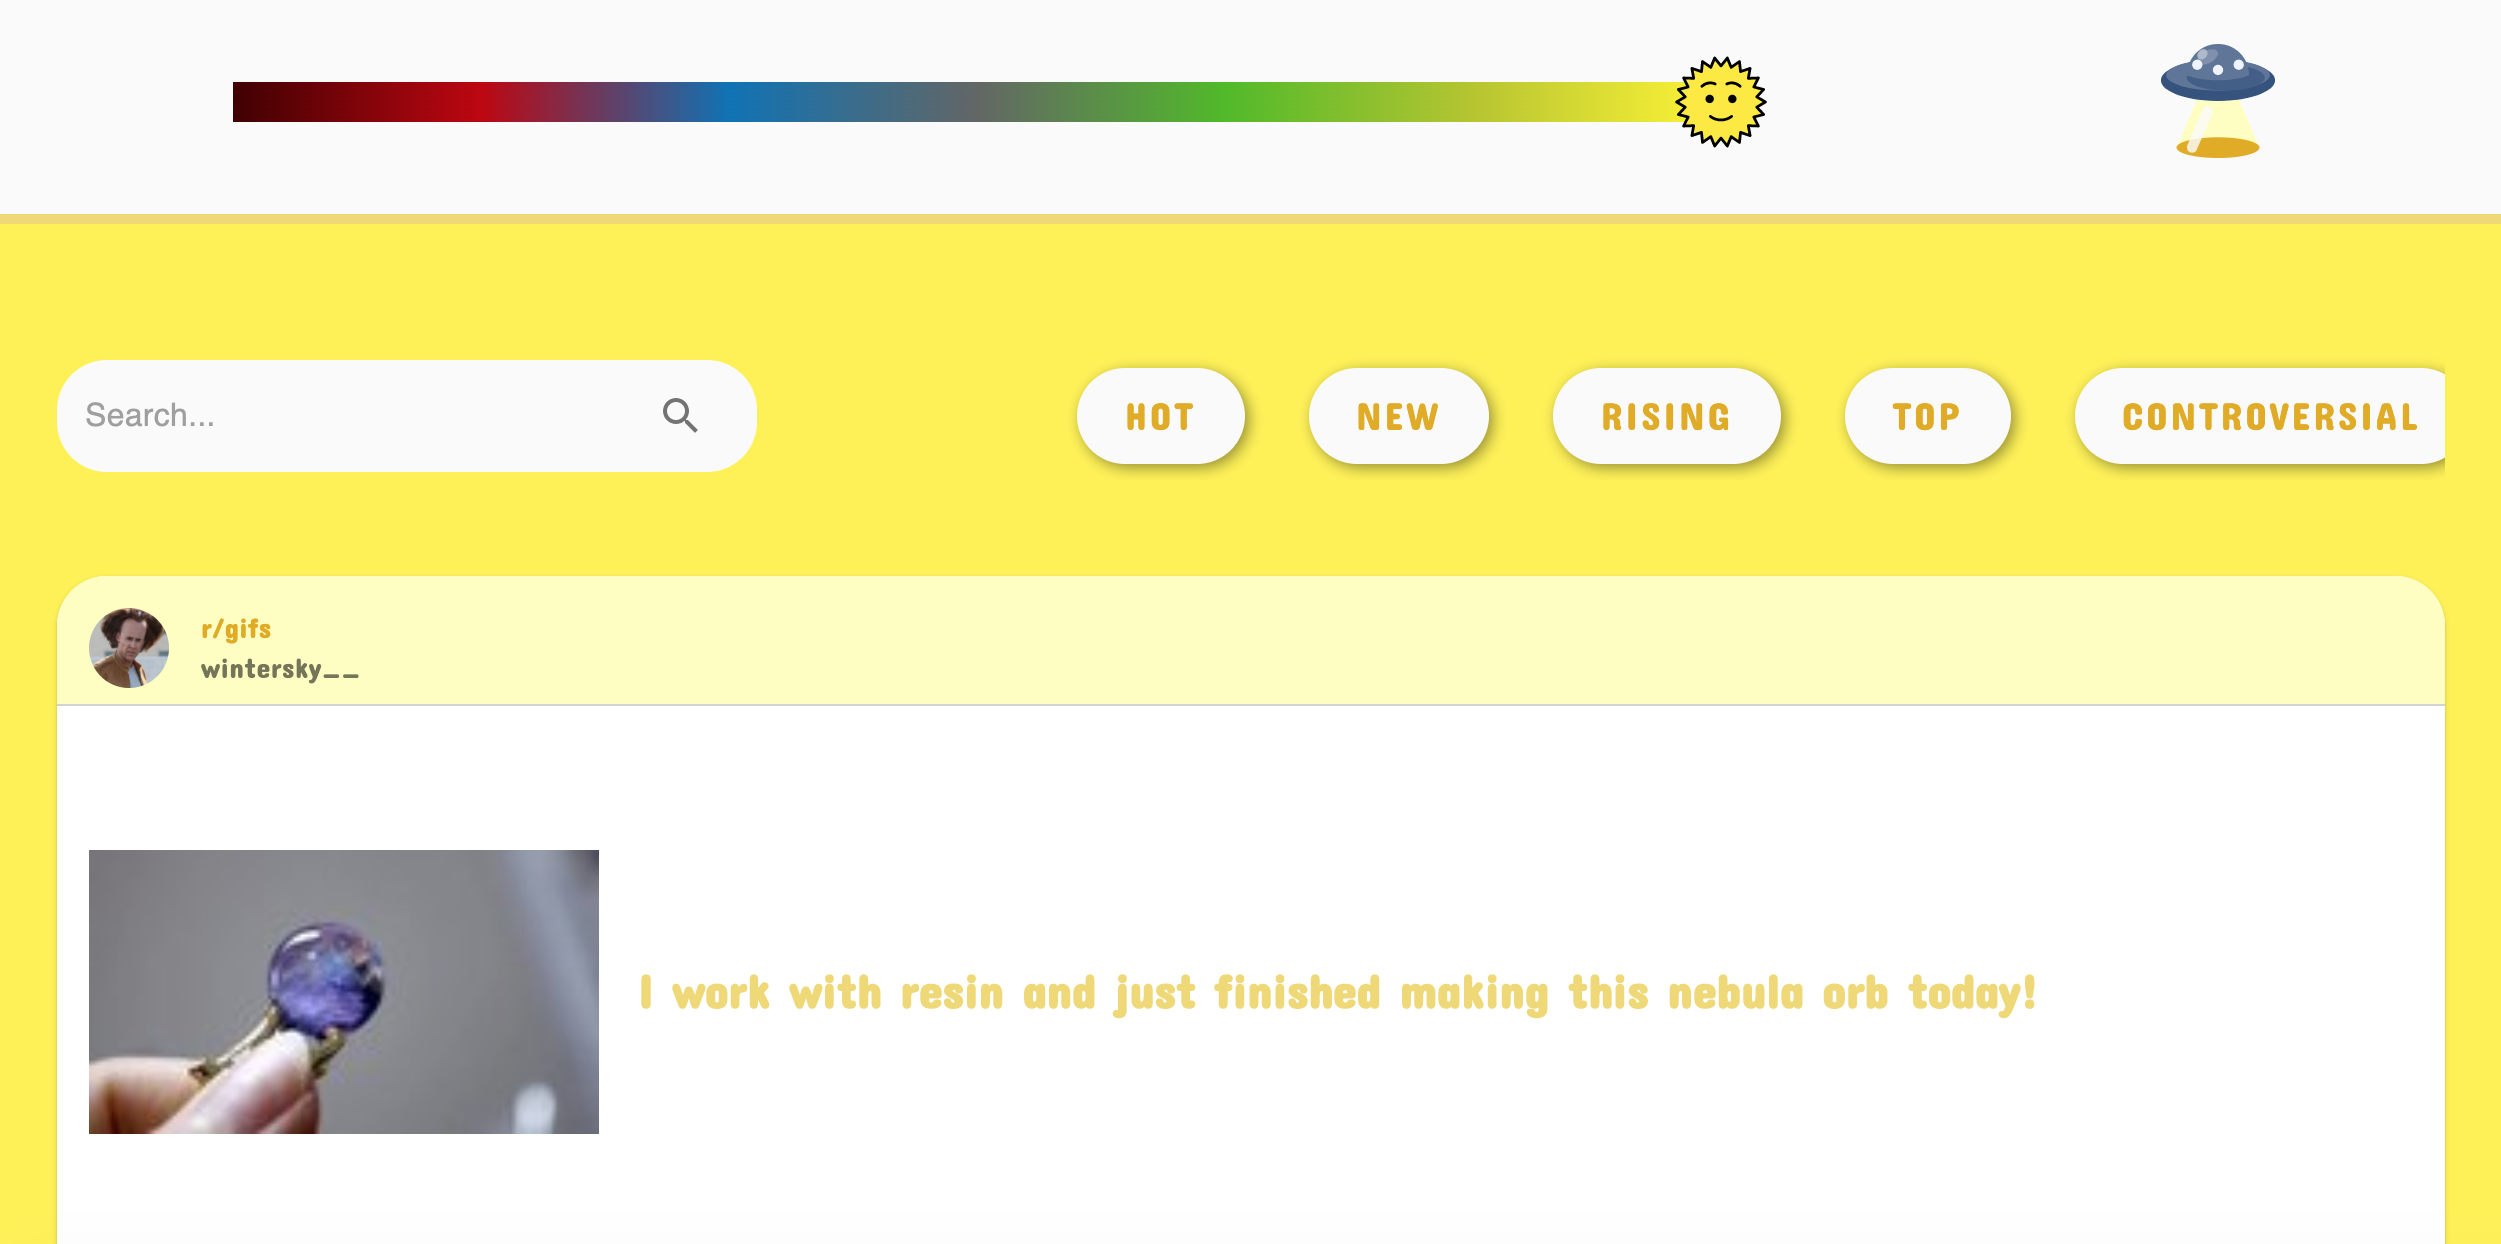 Search...
HOT NEW RISING TOP CONTROVERSIAL
r/gifs
wintersky__
I work with resin and just finished making this nebula orb today!